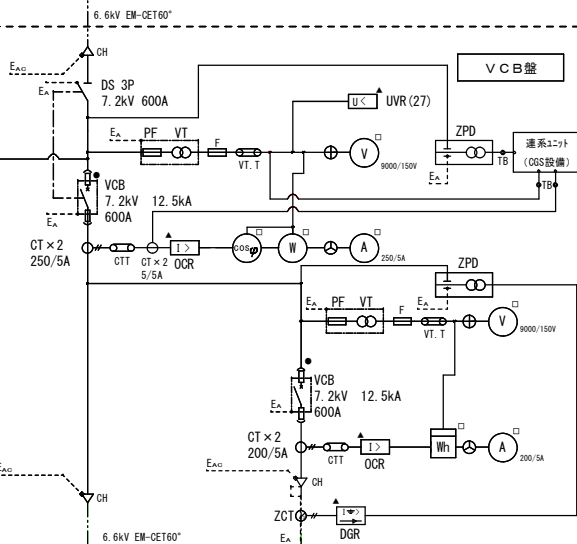 6.6kV EM-CET60°
CH
EAC
VCB盤
DS 3P
7.2kV 600A
EA
U<
UVR(27)
EA
PF
VT
F
VT.T
V
9000/150V
ZPD
EA
TB
連系ユニット
(CGS設備)
TB
VCB
7.2kV 12.5kA
600A
EA
CT×2
250/5A
CTT
CT×2
5/5A
I>
OCR
cosφ
W
A
250/5A
ZPD
EA
EA
PF
VT
F
VT.T
V
9000/150V
VCB
7.2kV 12.5kA
600A
EA
CT×2
200/5A
CTT
I>
OCR
Wh
A
200/5A
EAC
CH
EAC
CH
ZCT
I
DGR
6.6kV EM-CET60°
EA